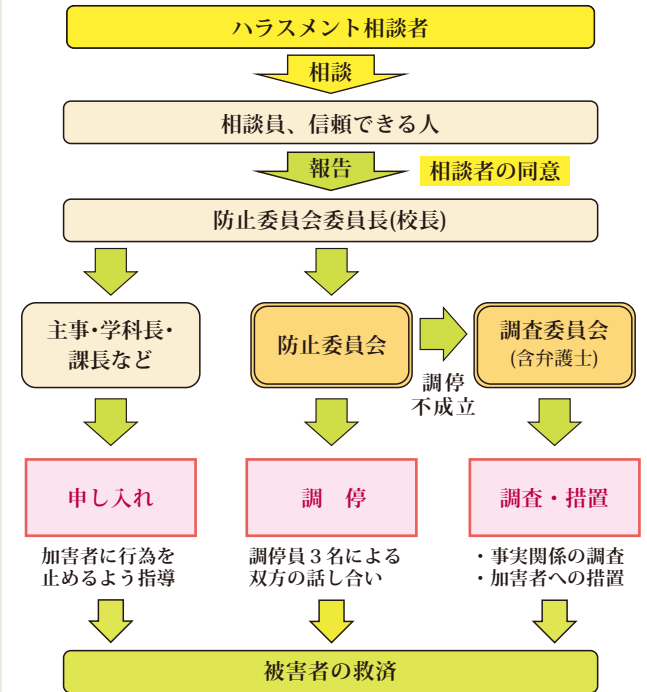 ハラスメント相談者
相談
相談員、信頼できる人
報告
相談者の同意
防止委員会委員長(校長)
主事・学科長・
課長など
防止委員会
調停
不成立
調査委員会
(含弁護士)
申し入れ
調　停
調査・措置
加害者に行為を
止めるよう指導
調停員３名による
双方の話し合い
・事実関係の調査
・加害者への措置
被害者の救済